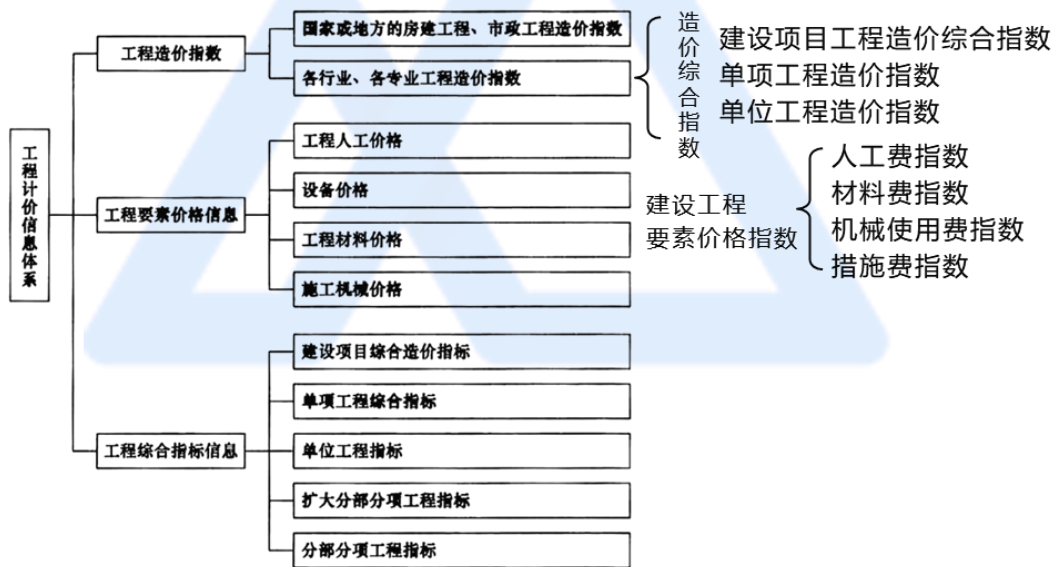 工程计价信息体系
工程造价指数
国家或地方的房建工程、市政工程造价指数
各行业、各专业工程造价指数
造价综合指数
建设项目工程造价综合指数
单项工程造价指数
单位工程造价指数
工程要素价格信息
工程人工价格
设备价格
工程材料价格
施工机械价格
建设工程
要素价格指数
人工费指数
材料费指数
机械使用费指数
措施费指数
工程综合指标信息
建设项目综合造价指标
单项工程综合指标
单位工程指标
扩大分部分项工程指标
分部分项工程指标